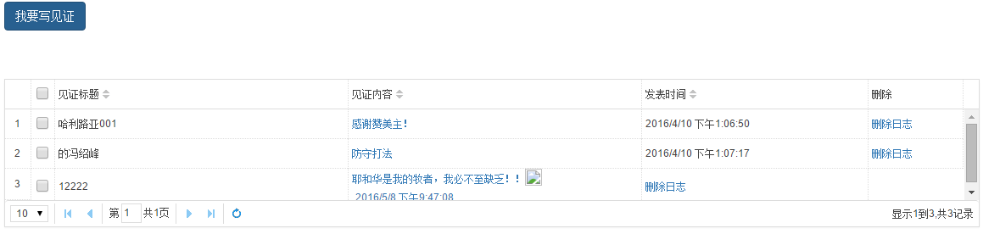 我要写见证
见证标题 见证内容 发表时间 删除
1 哈利路亚001 感谢赞美主! 2016/4/10 下午1:06:50 删除日志
2 的冯绍峰 防守打法 2016/4/10 下午1:07:17 删除日志
3 12222 耶和华是我的牧者，我必不至缺乏！！ 删除日志
2016/5/8 下午9:47:08
10 第 1 共1页 显示1到3,共3记录